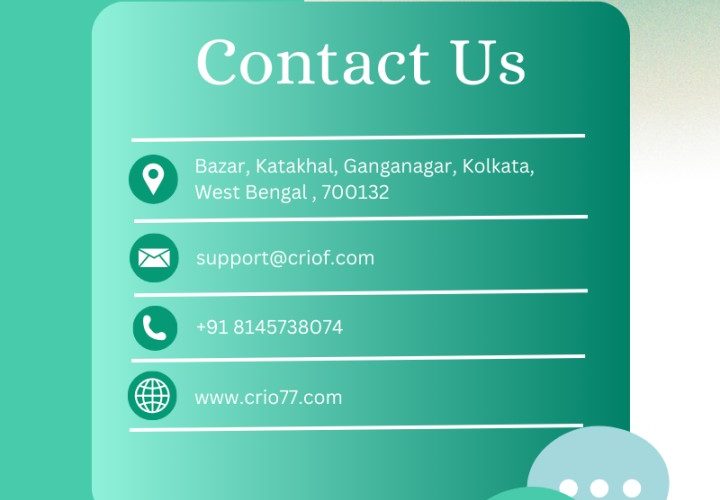 Contact Us
Bazar, Katakhal, Ganganagar, Kolkata,
West Bengal , 700132
support@criof.com
+91 8145738074
www.crio77.com